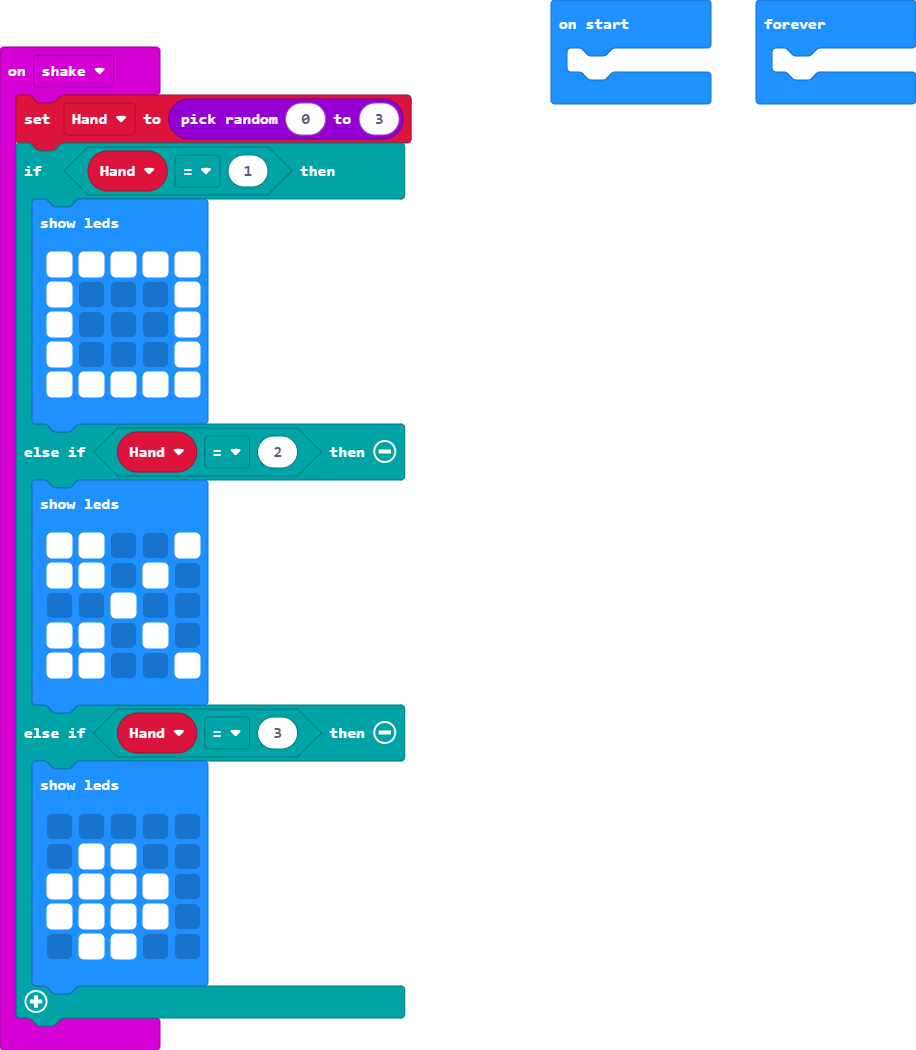 on start
forever
on shake
set Hand to pick random 0 to 3
if Hand = 1 then
show leds
else if Hand = 2 then
show leds
else if Hand = 3 then
show leds